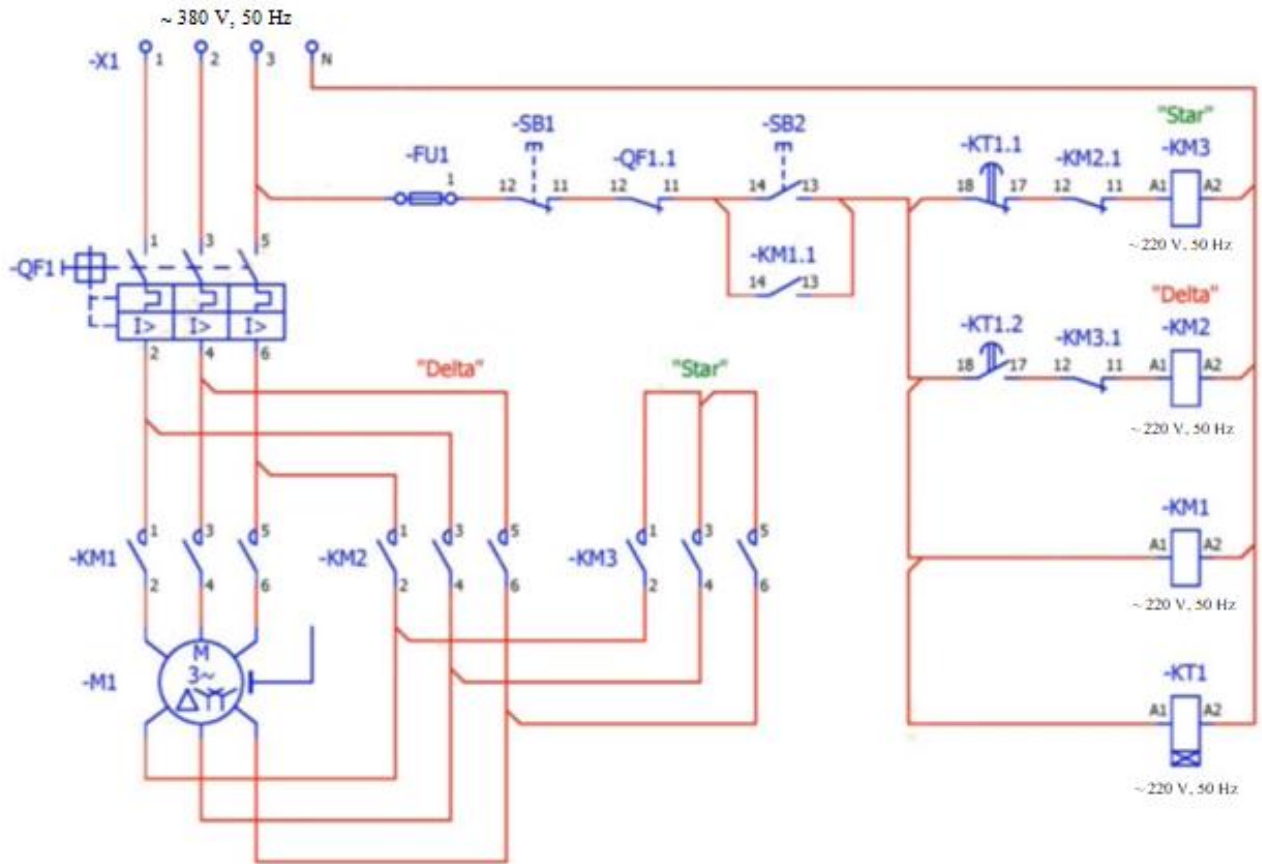 ~ 380 V, 50 Hz
-X1 1 2 3 N
"Star"
-SB1 -SB2
-FU1 -QF1.1 -KT1.1 -KM2.1 -KM3
1 12 11 12 11 14 13 18 17 12 11 A1 A2
~ 220 V, 50 Hz
1 3 5
-KM1.1
-QF1
14 13
"Delta"
I> I> I>
-KT1.2 -KM3.1 -KM2
2 4 6
"Delta" "Star"
18 17 12 11 A1 A2
~ 220 V, 50 Hz
-KM1
1 3 5 1 3 5 1 3 5
-KM1 -KM2 -KM3
A1 A2
2 4 6 2 4 6 2 4 6
~ 220 V, 50 Hz
M
3~
-M1
-KT1
A1 A2
~ 220 V, 50 Hz